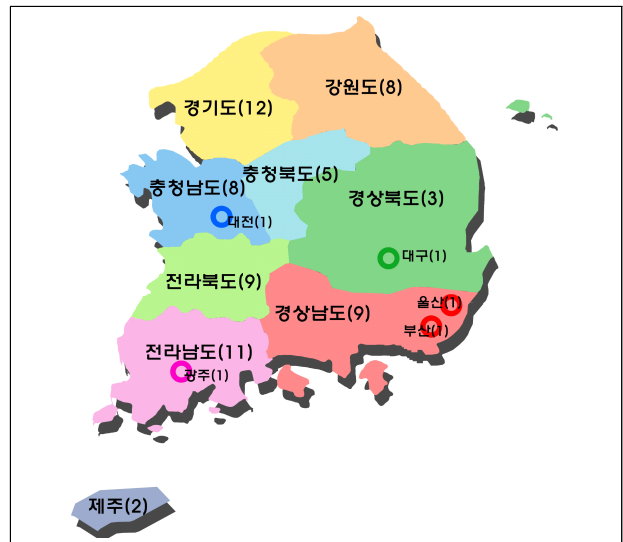 강원도(8)
경기도(12)
충청북도(5)
충청남도(8)
경상북도(3)
대전(1)
대구(1)
전라북도(9)
울산(1)
경상남도(9)
부산(1)
전라남도(11)
광주(1)
제주(2)